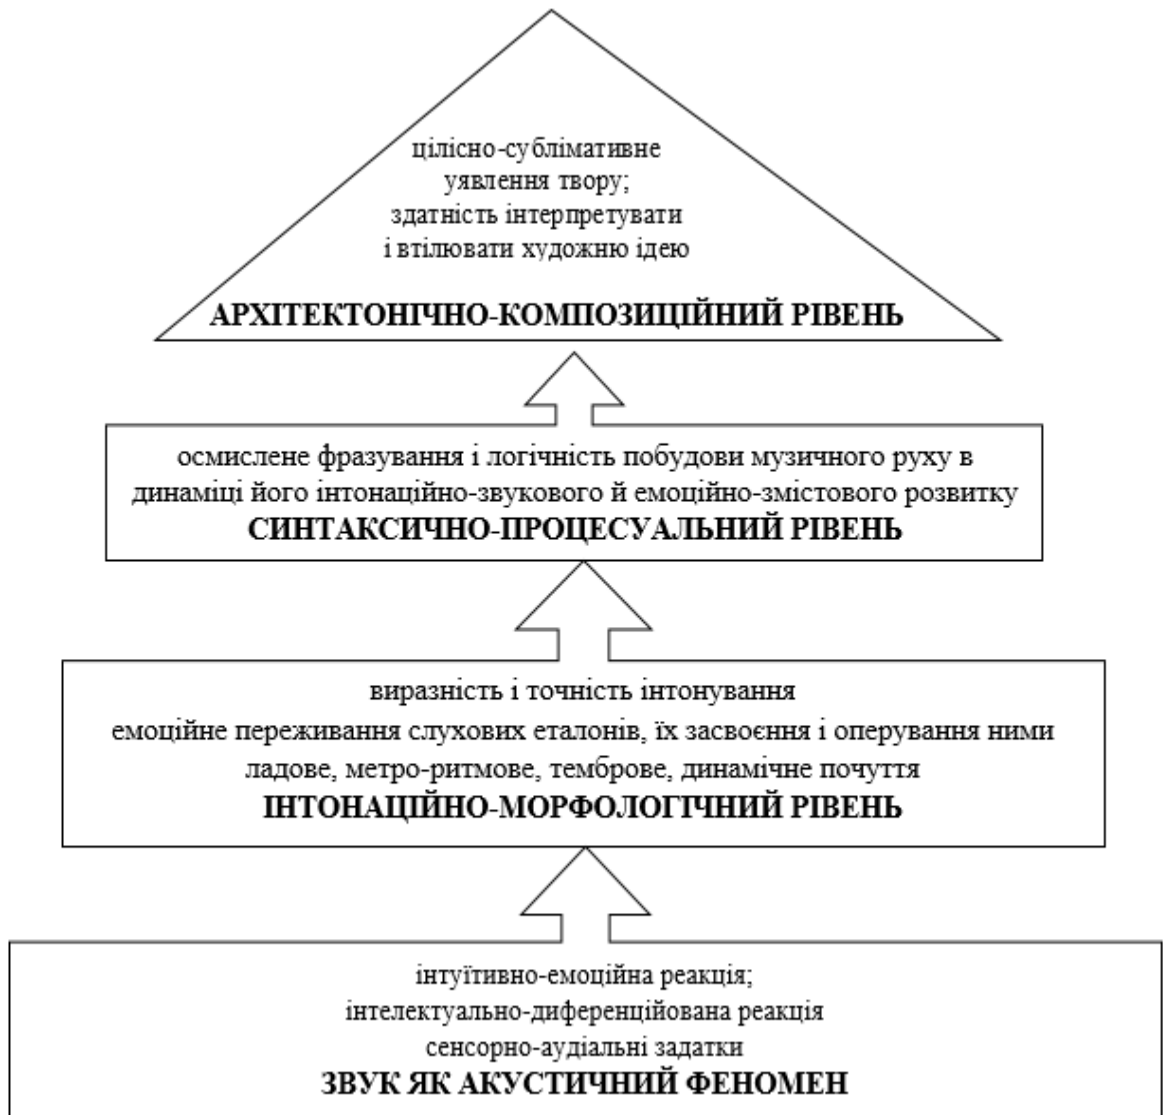 цілісно-сублімативне
уявлення твору;
здатність інтерпретувати
і втілювати художню ідею
АРХІТЕКТОНІЧНО-КОМПОЗИЦІЙНИЙ РІВЕНЬ
осмислене фразування і логічність побудови музичного руху в
динаміці його інтонаційно-звукового й емоційно-змістового розвитку
СИНТАКСИЧНО-ПРОЦЕСУАЛЬНИЙ РІВЕНЬ
виразність і точність інтонування
емоційне переживання слухових еталонів, їх засвоєння і оперування ними
ладове, метро-ритмове, темброве, динамічне почуття
ІНТОНАЦІЙНО-МОРФОЛОГІЧНИЙ РІВЕНЬ
інтуїтивно-емоційна реакція;
інтелектуально-диференційована реакція
сенсорно-аудіальні задатки
ЗВУК ЯК АКУСТИЧНИЙ ФЕНОМЕН